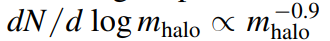 dN/d log m_halo ∝ m_halo^−0.9